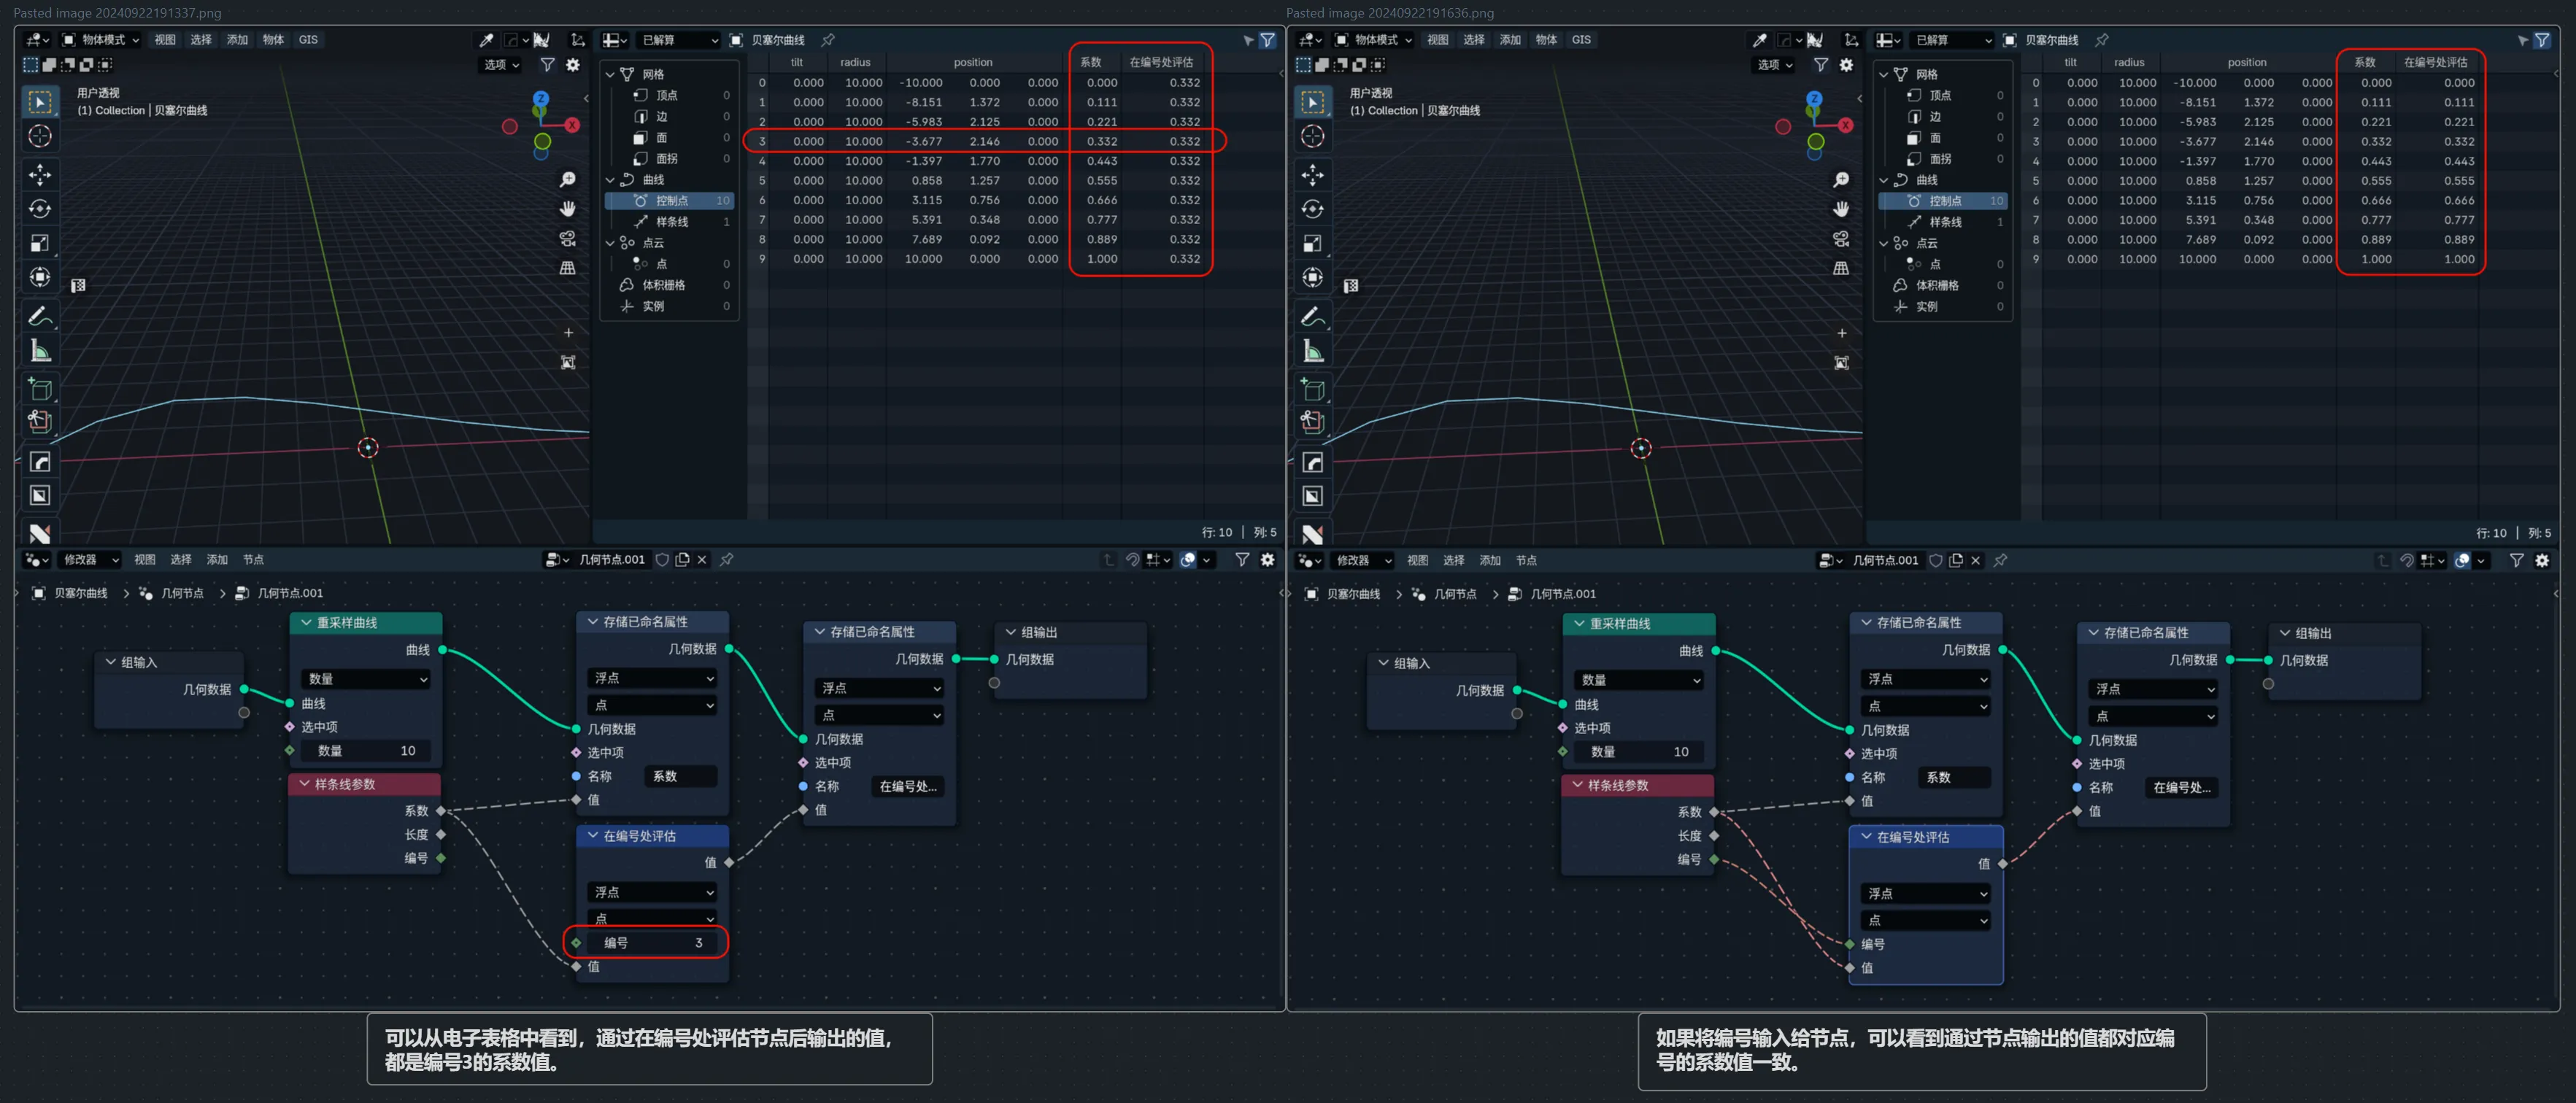 Pasted image 20240922191337.png
物体模式 视图 选择 添加 物体 GIS
选项
用户透视
(1) Collection | 贝塞尔曲线
Z
X
已解算 贝塞尔曲线
网格
顶点 0
边 0
面 0
面拐 0
曲线
控制点 10
样条线 1
点云
点 0
体积栅格 0
实例 0
tilt radius position 系数 在编号处评估
0 0.000 10.000 -10.000 0.000 0.000 0.000 0.332
1 0.000 10.000 -8.151 1.372 0.000 0.111 0.332
2 0.000 10.000 -5.983 2.125 0.000 0.221 0.332
3 0.000 10.000 -3.677 2.146 0.000 0.332 0.332
4 0.000 10.000 -1.397 1.770 0.000 0.443 0.332
5 0.000 10.000 0.858 1.257 0.000 0.555 0.332
6 0.000 10.000 3.115 0.756 0.000 0.666 0.332
7 0.000 10.000 5.391 0.348 0.000 0.777 0.332
8 0.000 10.000 7.689 0.092 0.000 0.889 0.332
9 0.000 10.000 10.000 0.000 0.000 1.000 0.332
行: 10 | 列: 5
修改器 视图 选择 添加 节点 几何节点.001
贝塞尔曲线 > 几何节点 > 几何节点.001
组输入
几何数据
重采样曲线
曲线
数量
曲线
选中项
数量 10
样条线参数
系数
长度
编号
存储已命名属性
几何数据
浮点
点
几何数据
选中项
名称 系数
值
在编号处评估
值
浮点
点
编号 3
值
存储已命名属性
几何数据
浮点
点
几何数据
选中项
名称 在编号处...
值
组输出
几何数据
可以从电子表格中看到，通过在编号处评估节点后输出的值，
都是编号3的系数值。
Pasted image 20240922191636.png
物体模式 视图 选择 添加 物体 GIS
选项
用户透视
(1) Collection | 贝塞尔曲线
Z
X
已解算 贝塞尔曲线
网格
顶点 0
边 0
面 0
面拐 0
曲线
控制点 10
样条线 1
点云
点 0
体积栅格 0
实例 0
tilt radius position 系数 在编号处评估
0 0.000 10.000 -10.000 0.000 0.000 0.000 0.000
1 0.000 10.000 -8.151 1.372 0.000 0.111 0.111
2 0.000 10.000 -5.983 2.125 0.000 0.221 0.221
3 0.000 10.000 -3.677 2.146 0.000 0.332 0.332
4 0.000 10.000 -1.397 1.770 0.000 0.443 0.443
5 0.000 10.000 0.858 1.257 0.000 0.555 0.555
6 0.000 10.000 3.115 0.756 0.000 0.666 0.666
7 0.000 10.000 5.391 0.348 0.000 0.777 0.777
8 0.000 10.000 7.689 0.092 0.000 0.889 0.889
9 0.000 10.000 10.000 0.000 0.000 1.000 1.000
行: 10 | 列: 5
修改器 视图 选择 添加 节点 几何节点.001
贝塞尔曲线 > 几何节点 > 几何节点.001
组输入
几何数据
重采样曲线
曲线
数量
曲线
选中项
数量 10
样条线参数
系数
长度
编号
存储已命名属性
几何数据
浮点
点
几何数据
选中项
名称 系数
值
在编号处评估
值
浮点
点
编号
值
存储已命名属性
几何数据
浮点
点
几何数据
选中项
名称 在编号处...
值
组输出
几何数据
如果将编号输入给节点，可以看到通过节点输出的值都对应编
号的系数值一致。